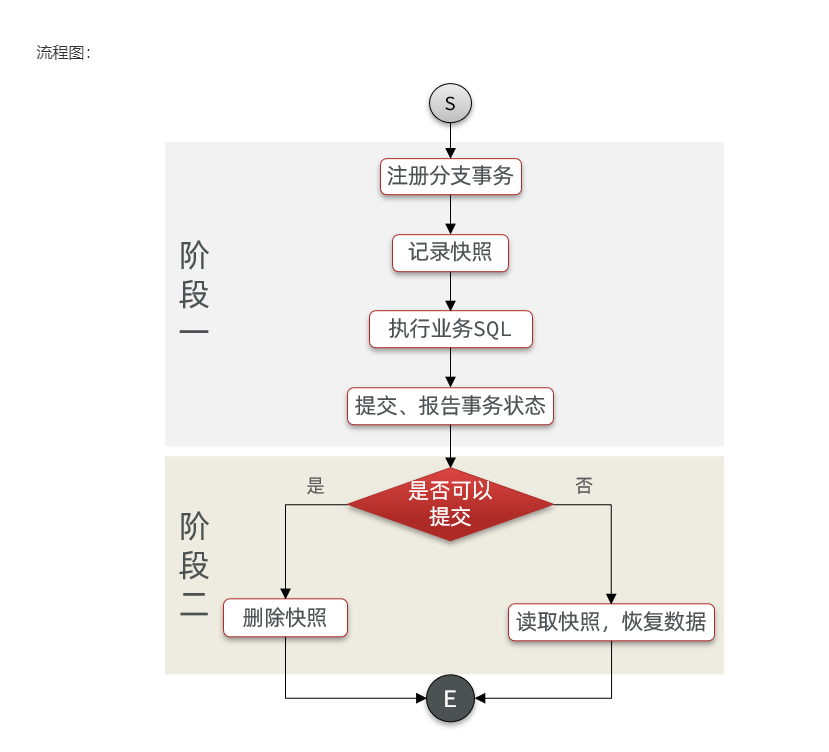 流程图：
S
阶段一
注册分支事务
记录快照
执行业务SQL
提交、报告事务状态
阶段二
是
是否可以
提交
否
删除快照
读取快照，恢复数据
E